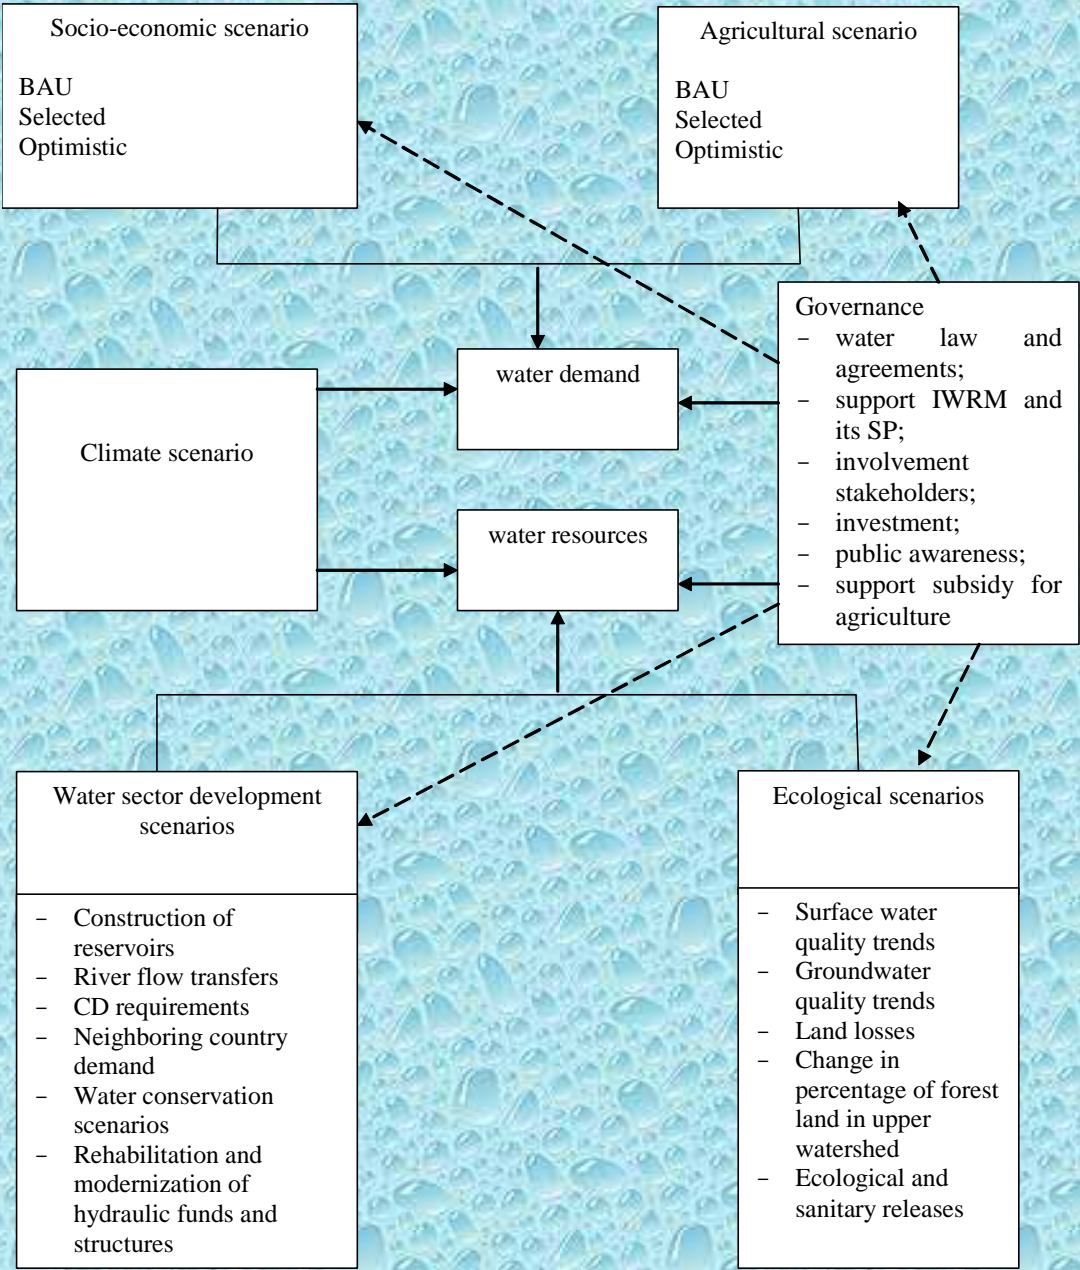 Socio-economic scenario
BAU
Selected
Optimistic
Agricultural scenario
BAU
Selected
Optimistic
Governance
– water law and
agreements;
– support IWRM and
its SP;
– involvement
stakeholders;
– investment;
– public awareness;
– support subsidy for
agriculture
water demand
Climate scenario
water resources
Water sector development
scenarios
– Construction of
reservoirs
– River flow transfers
– CD requirements
– Neighboring country
demand
– Water conservation
scenarios
– Rehabilitation and
modernization of
hydraulic funds and
structures
Ecological scenarios
– Surface water
quality trends
– Groundwater
quality trends
– Land losses
– Change in
percentage of forest
land in upper
watershed
– Ecological and
sanitary releases